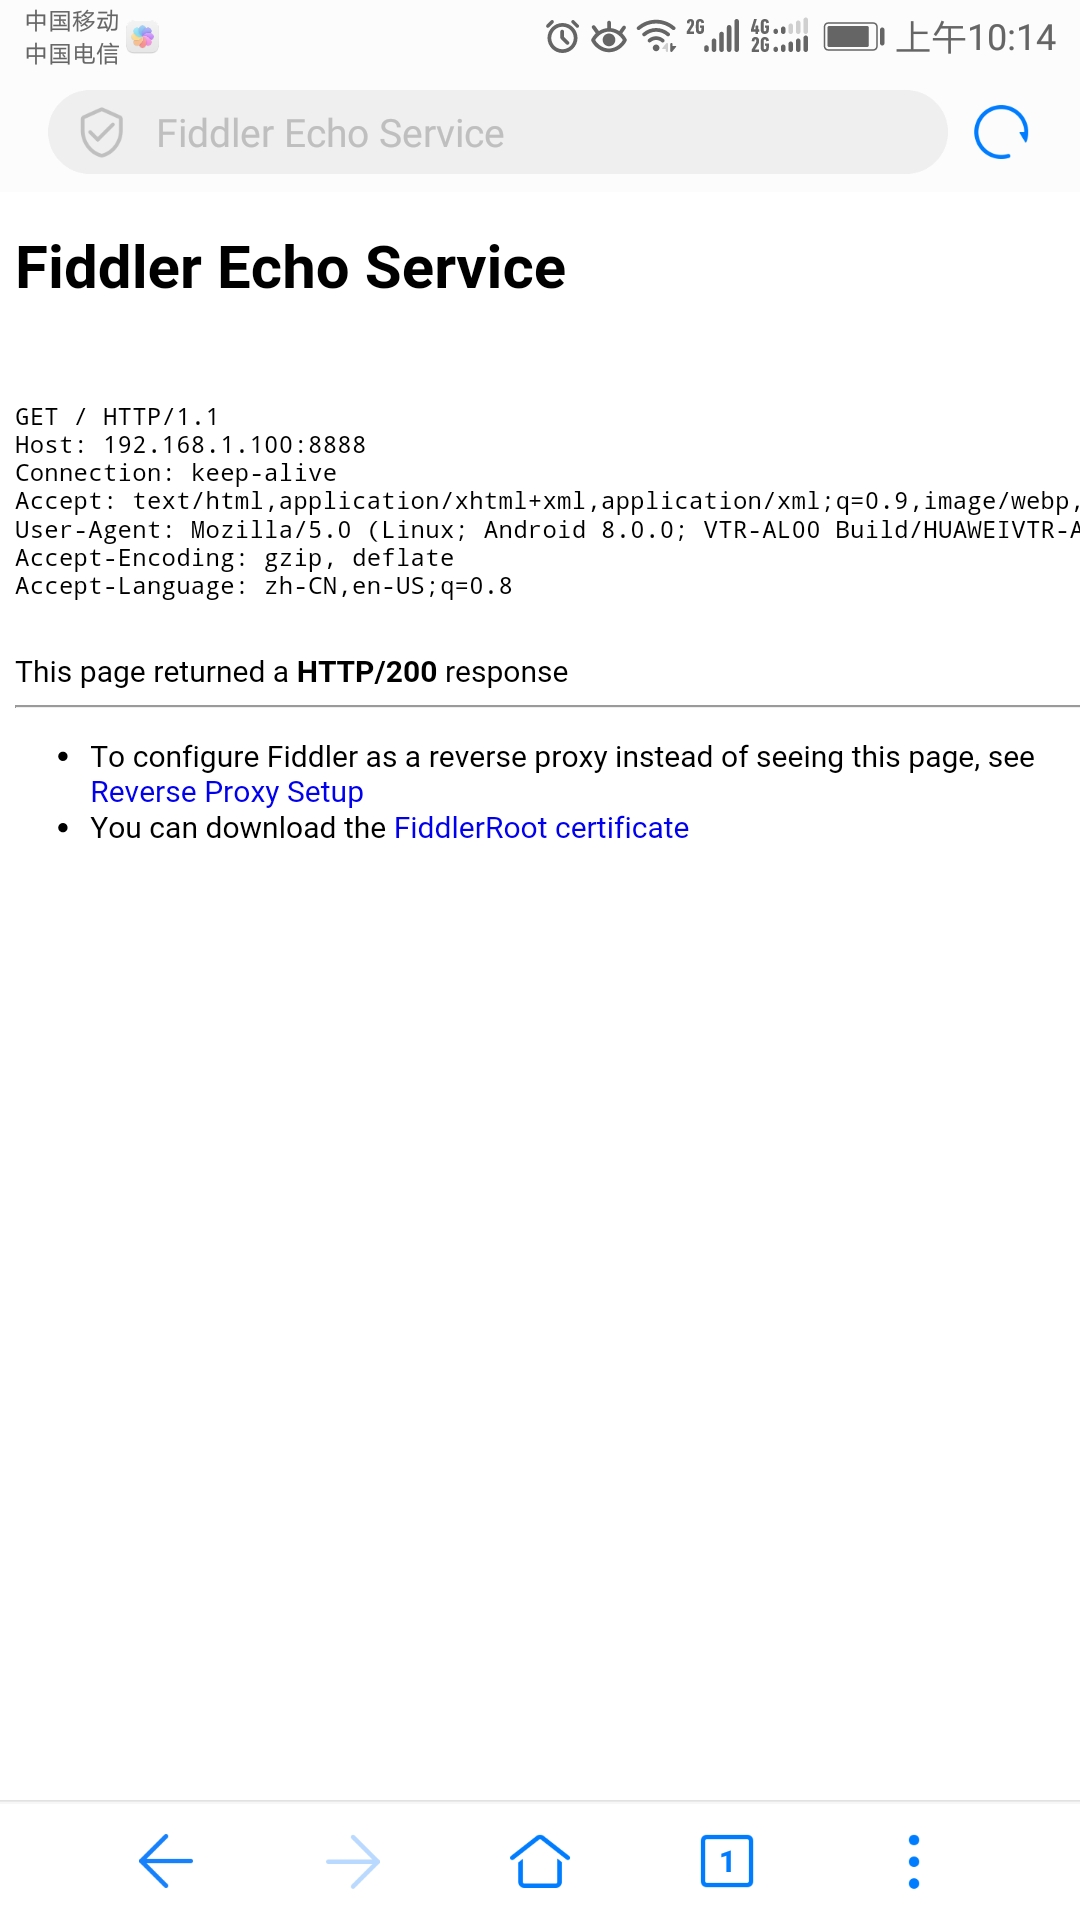 中国移动
中国电信
2G
4G
2G
上午10:14
Fiddler Echo Service
Fiddler Echo Service
GET / HTTP/1.1
Host: 192.168.1.100:8888
Connection: keep-alive
Accept: text/html,application/xhtml+xml,application/xml;q=0.9,image/webp,
User-Agent: Mozilla/5.0 (Linux; Android 8.0.0; VTR-AL00 Build/HUAWEIVTR-A
Accept-Encoding: gzip, deflate
Accept-Language: zh-CN,en-US;q=0.8
This page returned a HTTP/200 response
• To configure Fiddler as a reverse proxy instead of seeing this page, see
Reverse Proxy Setup
• You can download the FiddlerRoot certificate
1